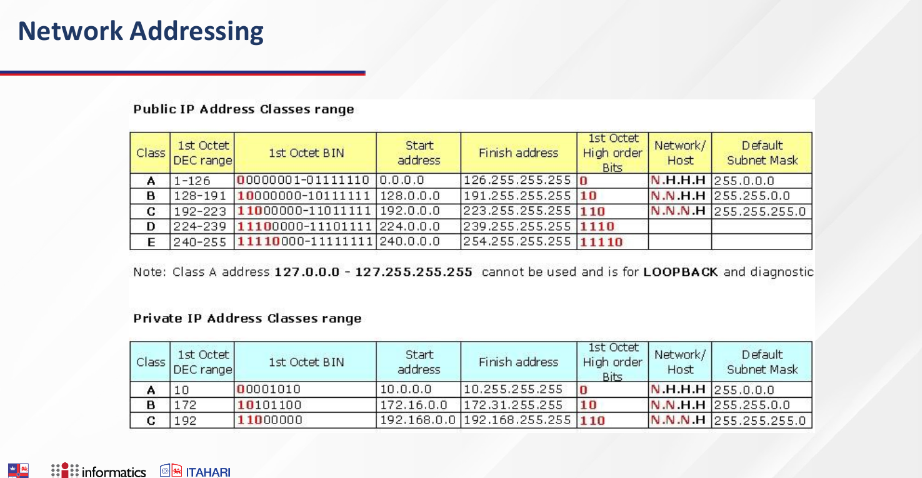 Network Addressing
Public IP Address Classes range
Class 1st Octet DEC range 1st Octet BIN Start address Finish address 1st Octet High order Bits Network/ Host Default Subnet Mask
A 1-126 00000001-01111110 0.0.0.0 126.255.255.255 0 N.H.H.H 255.0.0.0
B 128-191 10000000-10111111 128.0.0.0 191.255.255.255 10 N.N.H.H 255.255.0.0
C 192-223 11000000-11011111 192.0.0.0 223.255.255.255 110 N.N.N.H 255.255.255.0
D 224-239 11100000-11101111 224.0.0.0 239.255.255.255 1110
E 240-255 11110000-11111111 240.0.0.0 254.255.255.255 11110
Note: Class A address 127.0.0.0 - 127.255.255.255 cannot be used and is for LOOPBACK and diagnostic
Private IP Address Classes range
Class 1st Octet DEC range 1st Octet BIN Start address Finish address 1st Octet High order Bits Network/ Host Default Subnet Mask
A 10 00001010 10.0.0.0 10.255.255.255 0 N.H.H.H 255.0.0.0
B 172 10101100 172.16.0.0 172.31.255.255 10 N.N.H.H 255.255.0.0
C 192 11000000 192.168.0.0 192.168.255.255 110 N.N.N.H 255.255.255.0
informatics ITAHARI